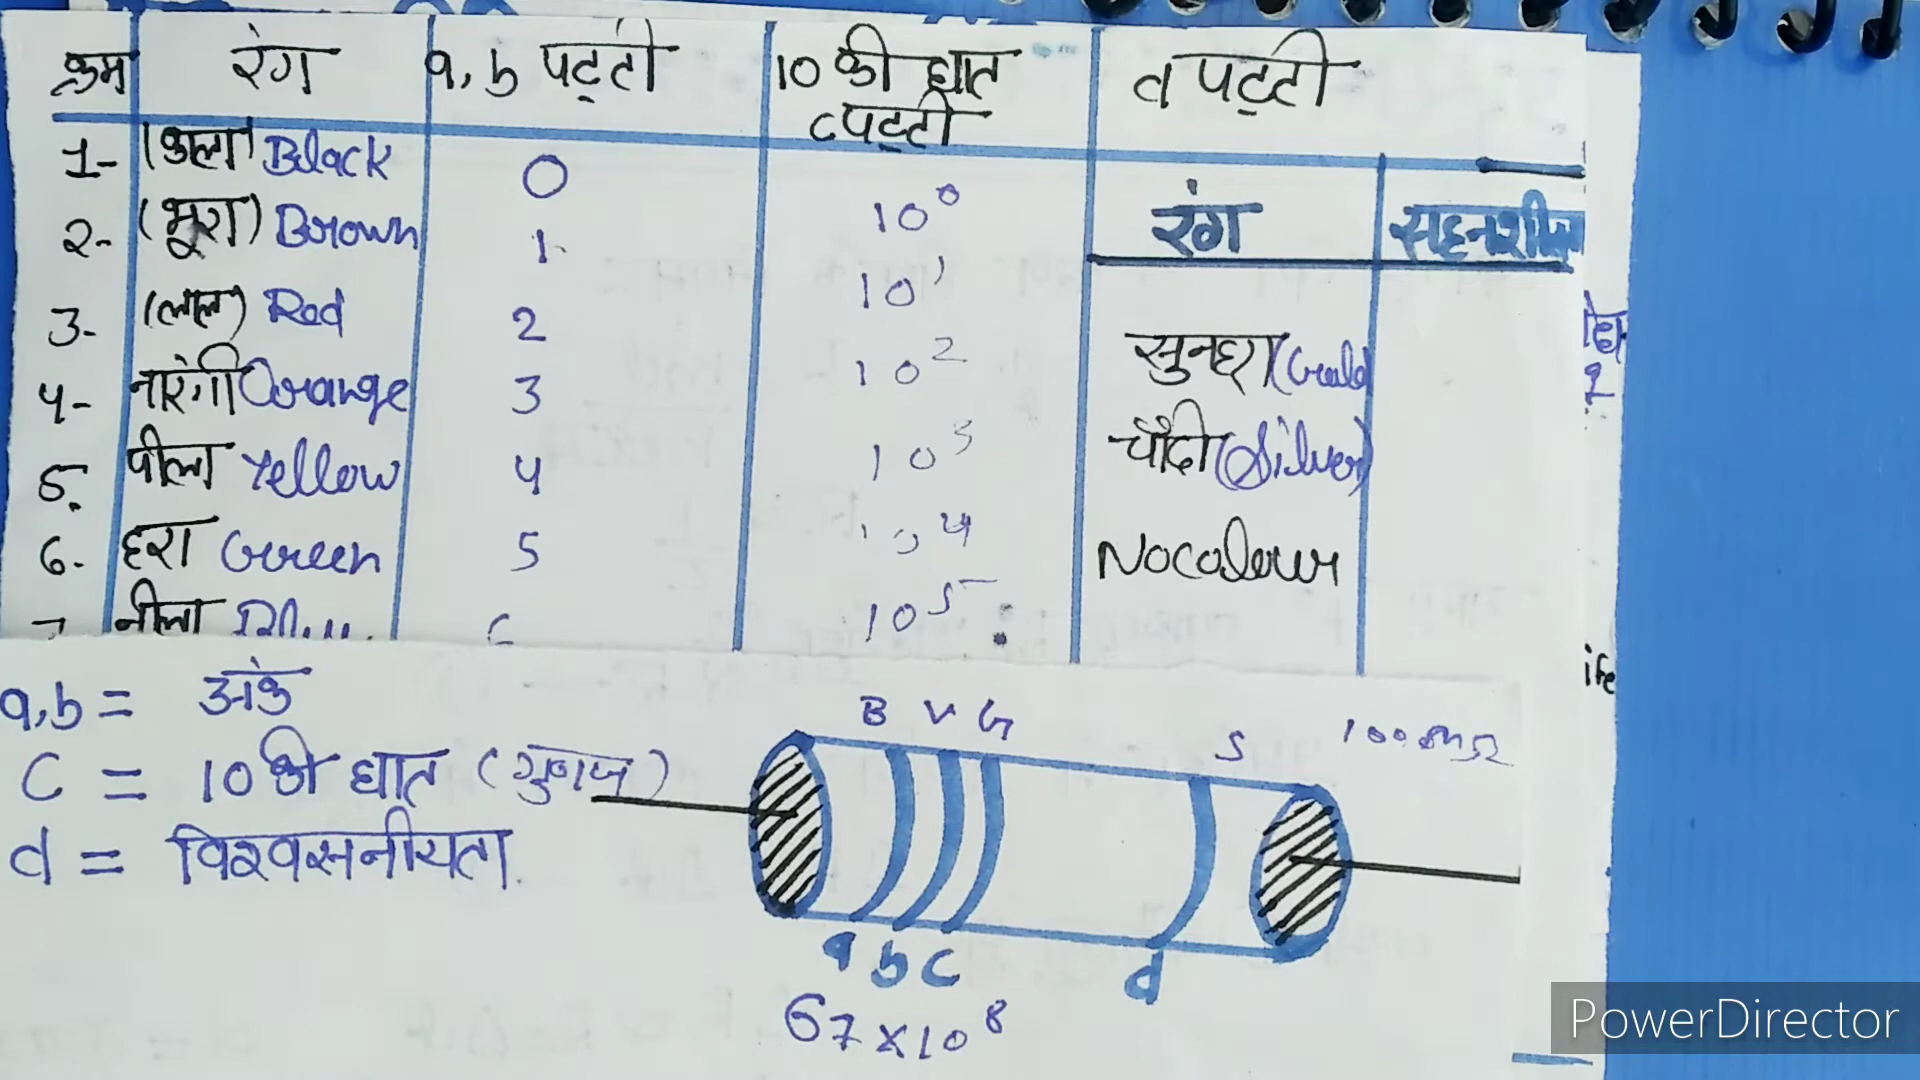 क्रम रंग a, b पट्टी 10 की घात d पट्टी
c पट्टी
1- (काला) Black 0 10⁰
रंग
2- (भूरा) Brown 1 10¹
3- (लाल) Red 2 10² सुनहरा (Gold
4- नारंगी Orange 3 10³ चाँदी (Silver)
5- पीला Yellow 4 10⁴ No colour
6- हरा Green 5 10⁵
नीला
ife
a, b = अंक B V G S
C = 10 की घात (गुणज)
d = विश्वसनीयता
a b c d
67 × 10⁸
PowerDirector